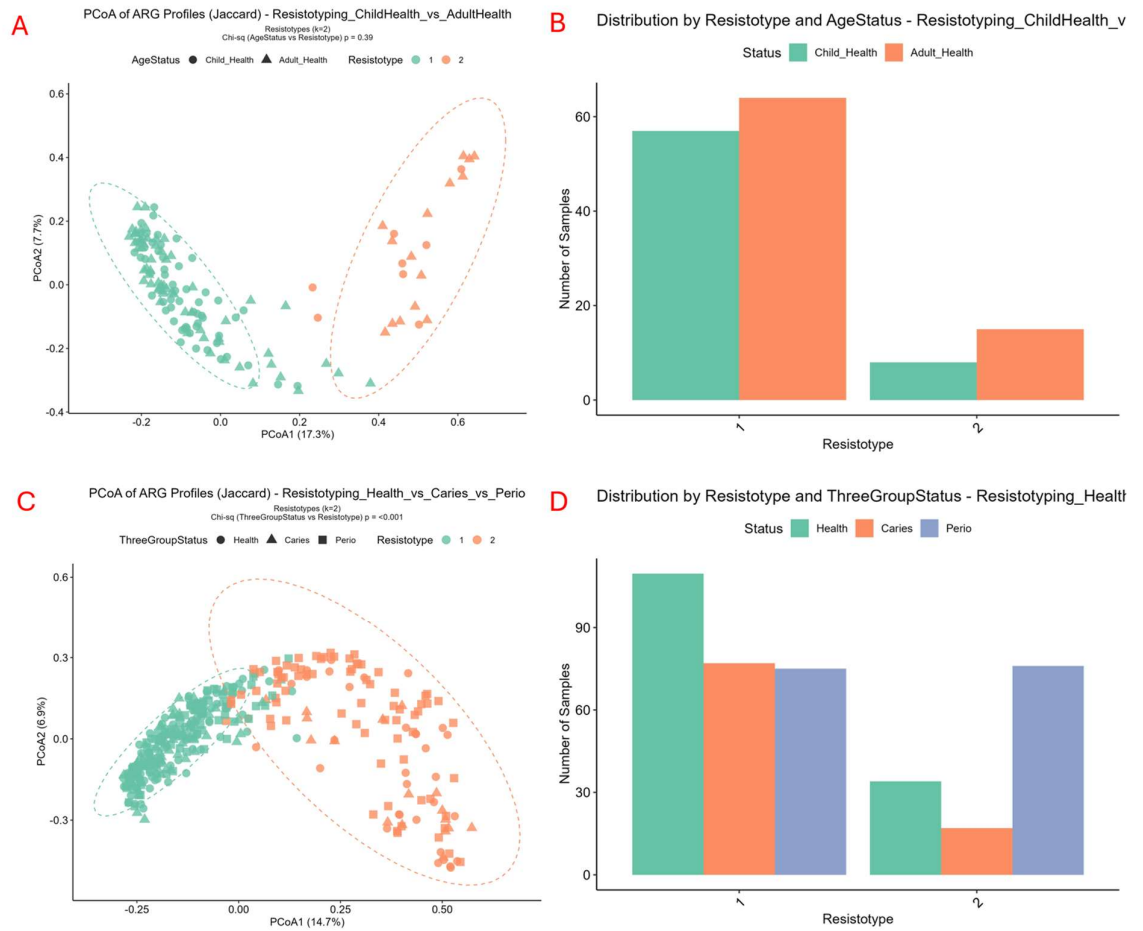 A
PCoA of ARG Profiles (Jaccard) - Resistotyping_ChildHealth_vs_AdultHealth
Resistotypes (k=2)
Chi-sq (AgeStatus vs Resistotype) p = 0.39
AgeStatus Child_Health Adult_Health Resistotype 1 2
0.6
0.4
0.2
0.0
-0.2
-0.4
PCoA2 (7.7%)
-0.2 0.0 0.2 0.4 0.6
PCoA1 (17.3%)
B
Distribution by Resistotype and AgeStatus - Resistotyping_ChildHealth_v
Status Child_Health Adult_Health
60
40
20
0
Number of Samples
1 2
Resistotype
C
PCoA of ARG Profiles (Jaccard) - Resistotyping_Health_vs_Caries_vs_Perio
Resistotypes (k=2)
Chi-sq (ThreeGroupStatus vs Resistotype) p = <0.001
ThreeGroupStatus Health Caries Perio Resistotype 1 2
0.6
0.3
0.0
-0.3
PCoA2 (6.9%)
-0.25 0.00 0.25 0.50
PCoA1 (14.7%)
D
Distribution by Resistotype and ThreeGroupStatus - Resistotyping_Health
Status Health Caries Perio
90
60
30
0
Number of Samples
1 2
Resistotype